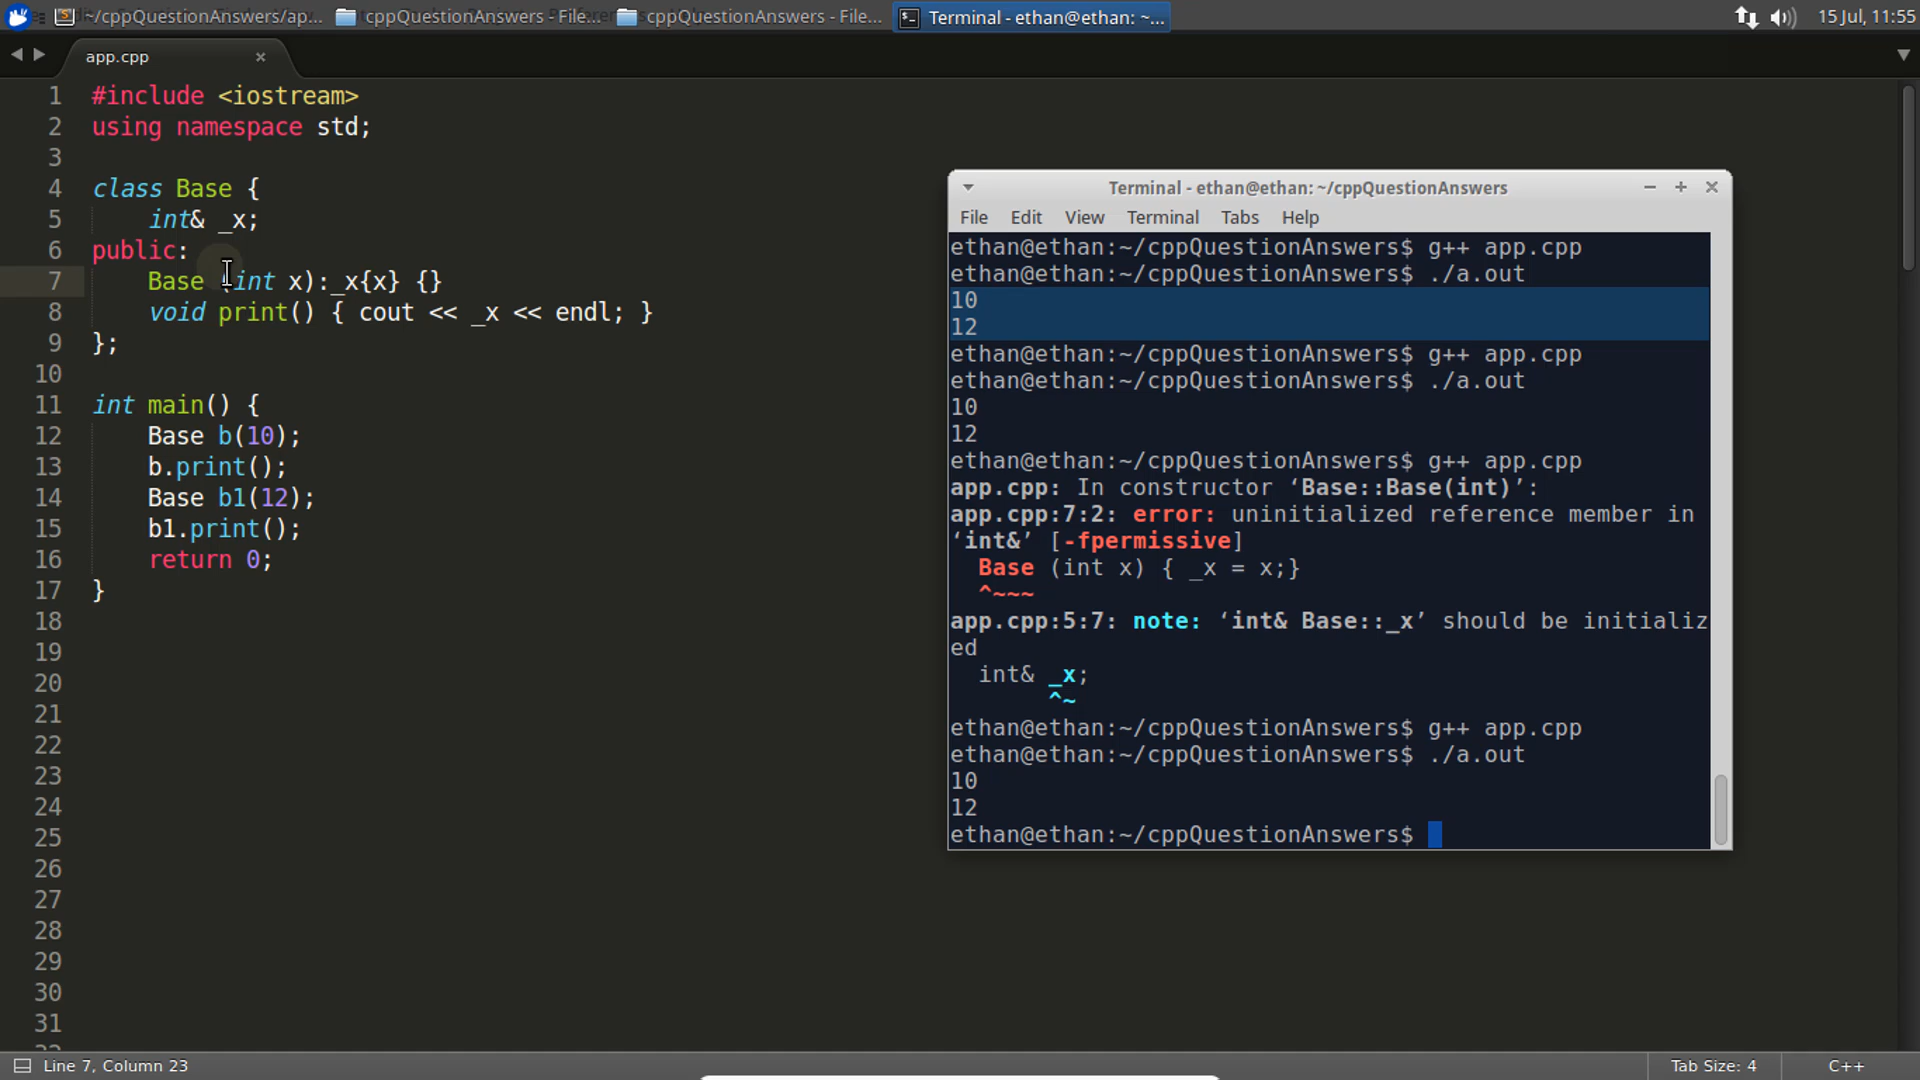 ~/cppQuestionAnswers/ap...
cppQuestionAnswers - File...
cppQuestionAnswers - File...
Terminal - ethan@ethan: ~...
15 Jul, 11:55
app.cpp
1 #include <iostream>
2 using namespace std;
3
4 class Base {
5 int& _x;
6 public:
7 Base (int x):_x{x} {}
8 void print() { cout << _x << endl; }
9 };
10
11 int main() {
12 Base b(10);
13 b.print();
14 Base b1(12);
15 b1.print();
16 return 0;
17 }
18
19
20
21
22
23
24
25
26
27
28
29
30
31
Terminal - ethan@ethan: ~/cppQuestionAnswers
File Edit View Terminal Tabs Help
ethan@ethan:~/cppQuestionAnswers$ g++ app.cpp
ethan@ethan:~/cppQuestionAnswers$ ./a.out
10
12
ethan@ethan:~/cppQuestionAnswers$ g++ app.cpp
ethan@ethan:~/cppQuestionAnswers$ ./a.out
10
12
ethan@ethan:~/cppQuestionAnswers$ g++ app.cpp
app.cpp: In constructor ‘Base::Base(int)’:
app.cpp:7:2: error: uninitialized reference member in
‘int&’ [-fpermissive]
Base (int x) { _x = x;}
^~~~
app.cpp:5:7: note: ‘int& Base::_x’ should be initializ
ed
int& _x;
^~
ethan@ethan:~/cppQuestionAnswers$ g++ app.cpp
ethan@ethan:~/cppQuestionAnswers$ ./a.out
10
12
ethan@ethan:~/cppQuestionAnswers$
Line 7, Column 23
Tab Size: 4
C++